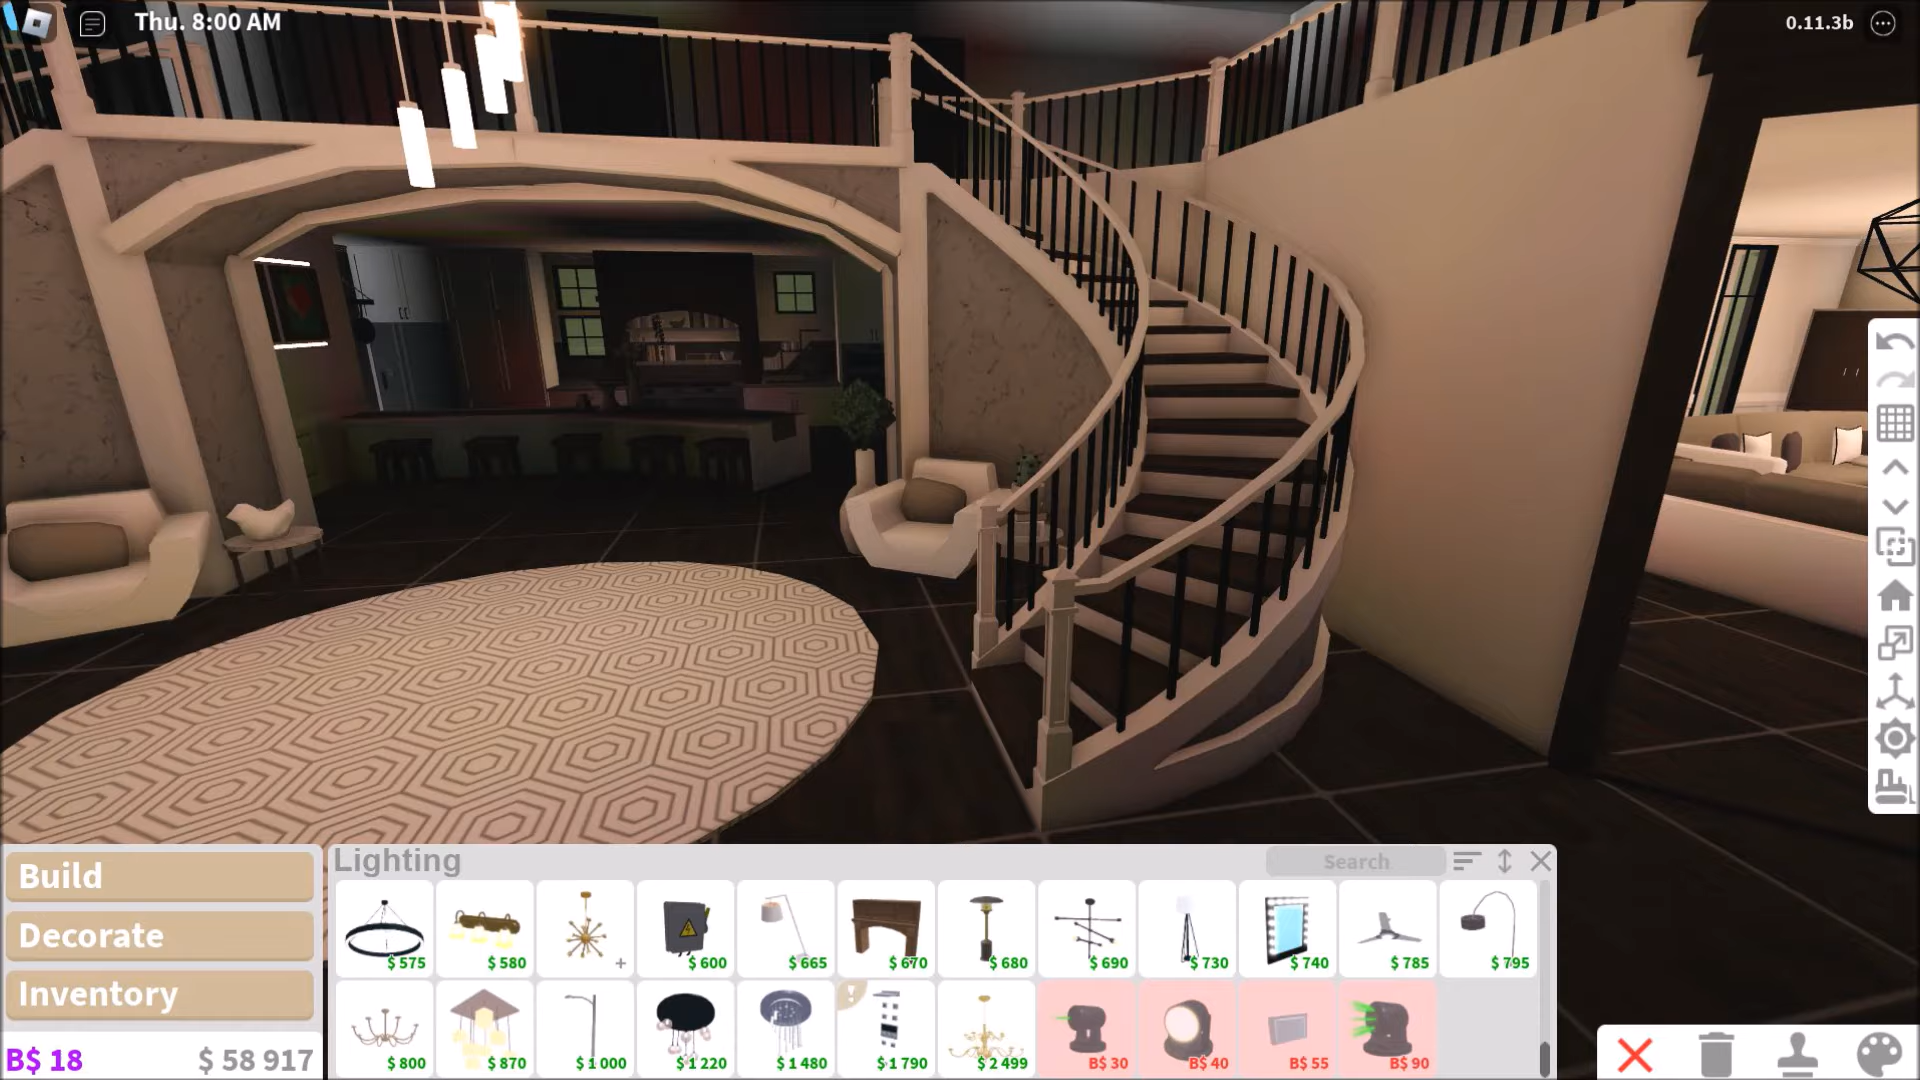 Thu. 8:00 AM
0.11.3b
Build
Decorate
Inventory
B$ 18
$ 58 917
Lighting
Search
$ 575
$ 580
+
$ 600
$ 665
$ 670
$ 680
$ 690
$ 730
$ 740
$ 785
$ 795
$ 800
$ 870
$ 1 000
$ 1 220
$ 1 480
$ 1 790
$ 2 499
B$ 30
B$ 40
B$ 55
B$ 90